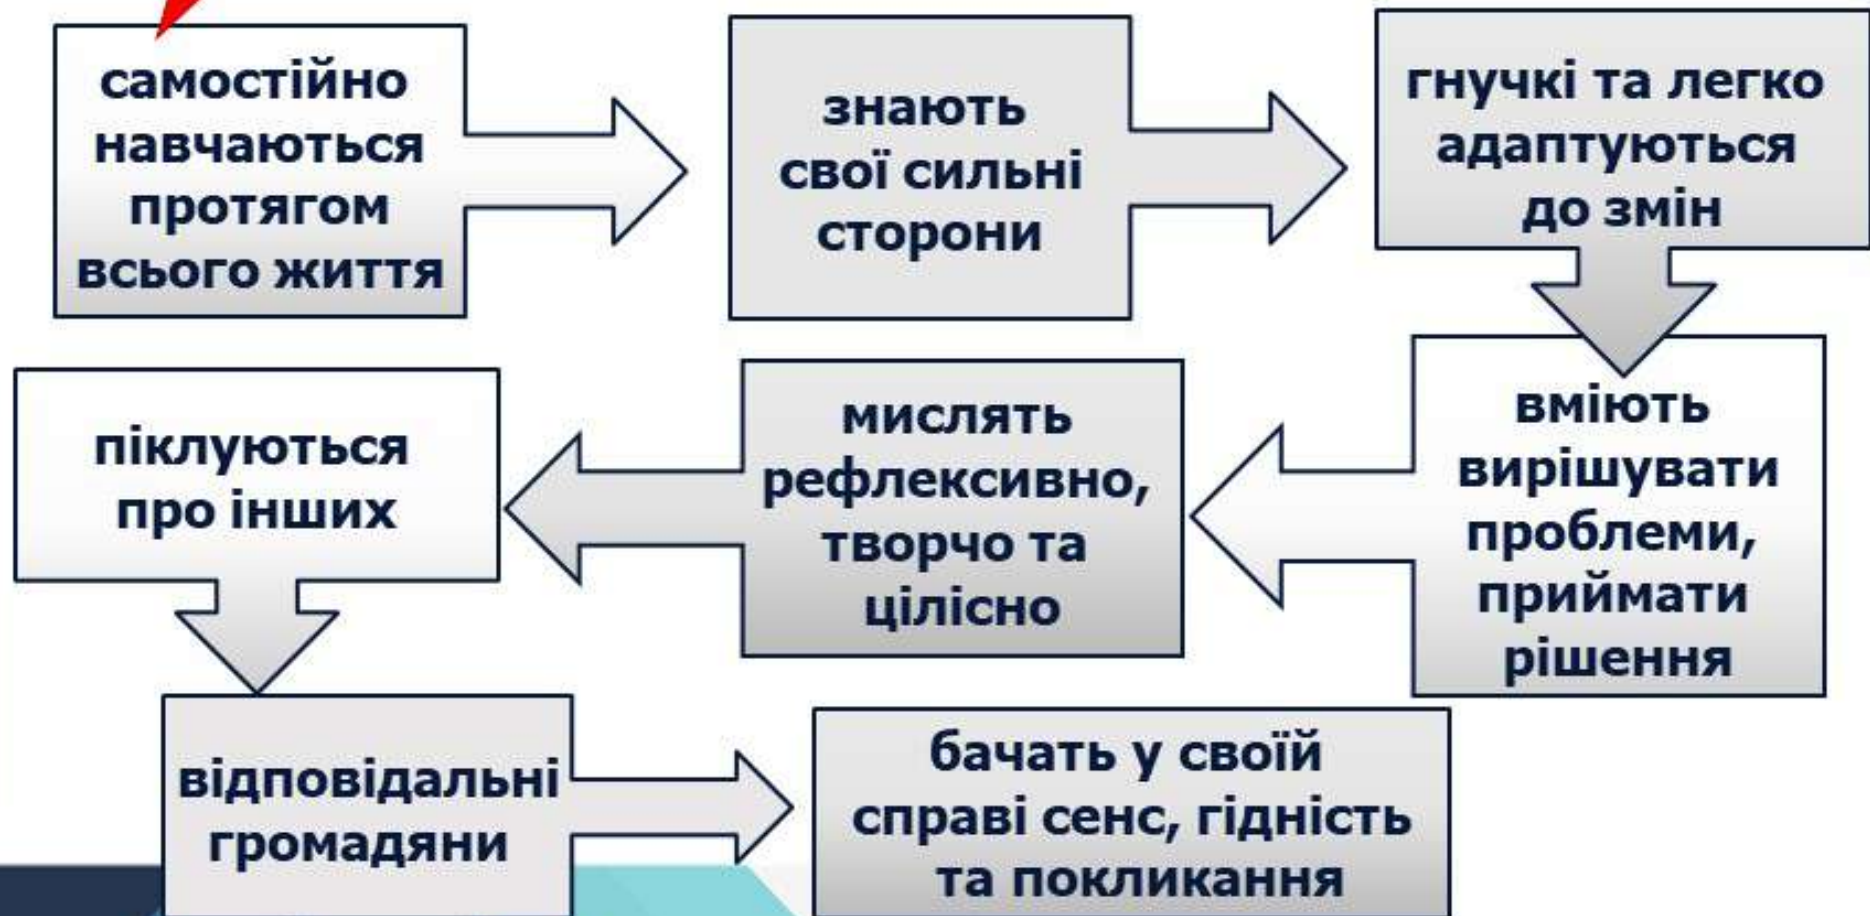 самостійно
навчаються
протягом
всього життя
знають
свої сильні
сторони
гнучкі та легко
адаптуються
до змін
вміють
вирішувати
проблеми,
приймати
рішення
мислять
рефлексивно,
творчо та
цілісно
піклуються
про інших
відповідальні
громадяни
бачать у своїй
справі сенс, гідність
та покликання